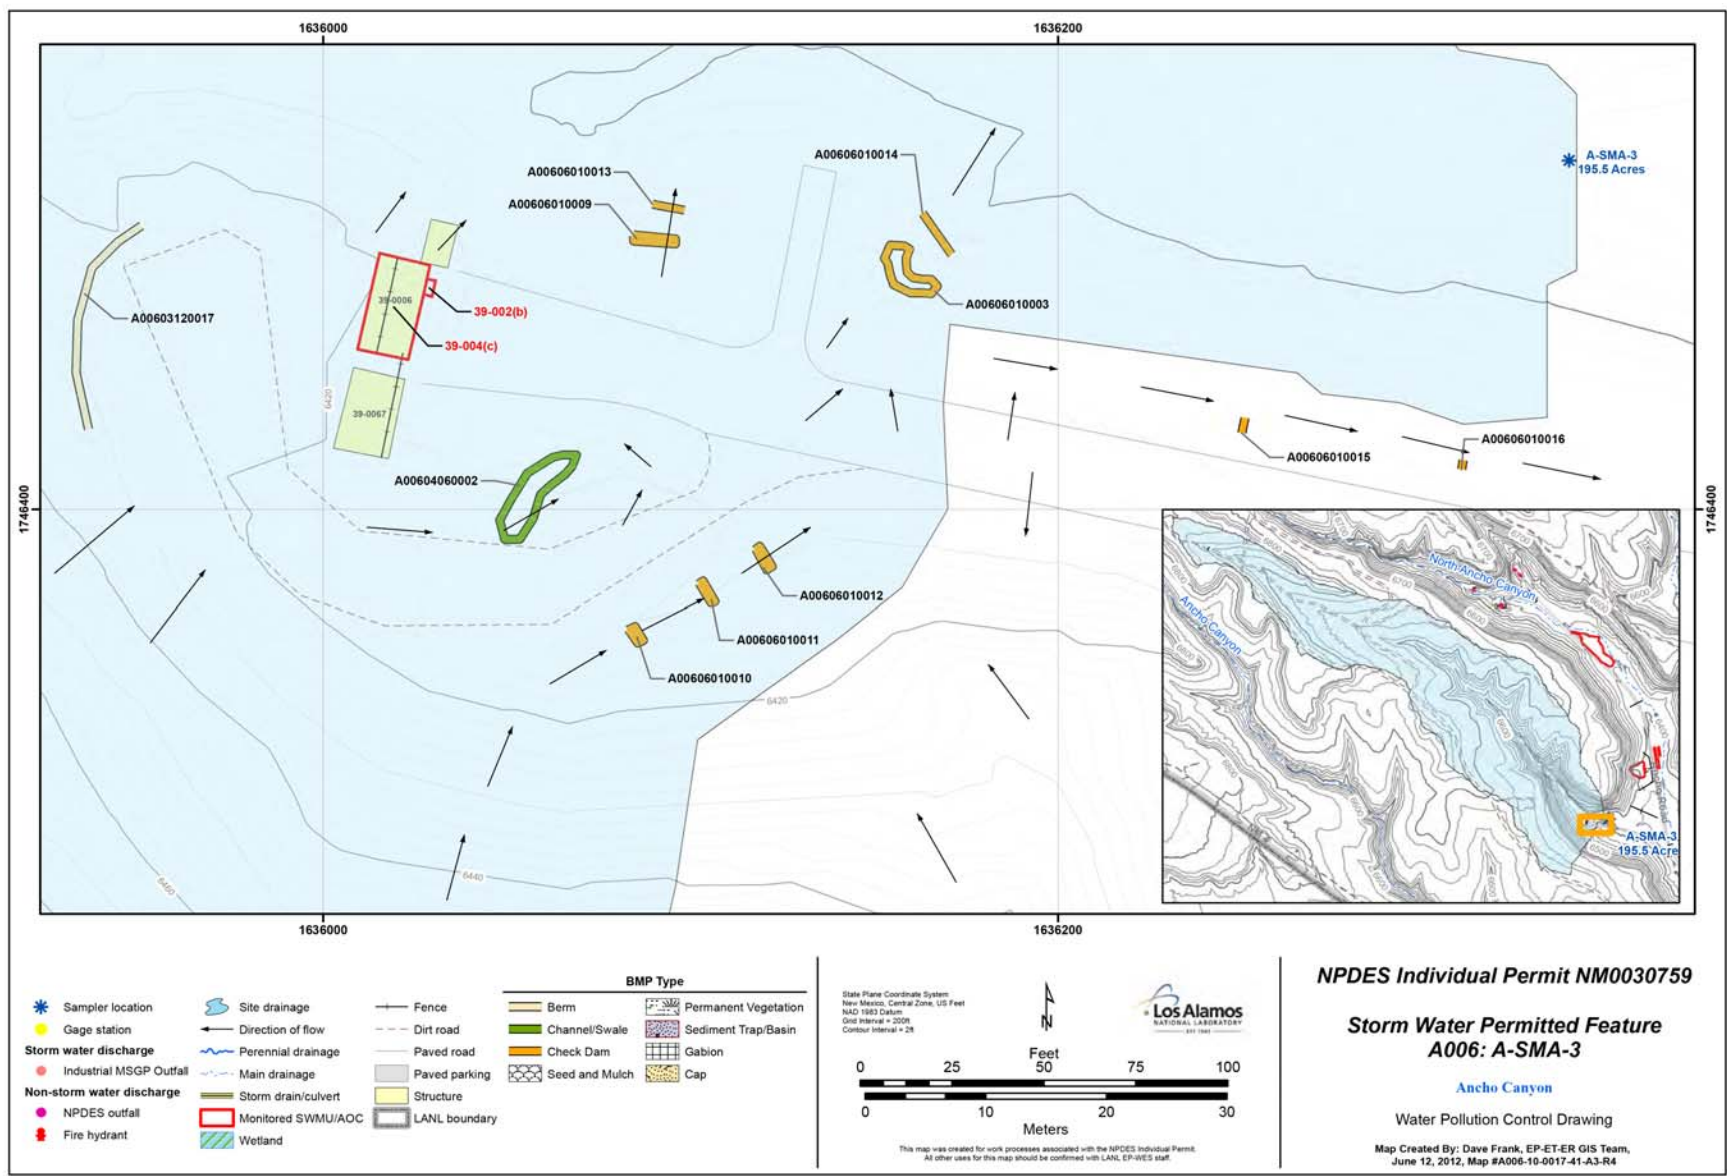 1636000
1636200
A00606010014
A-SMA-3
195.5 Acres
A00606010013
A00606010009
A00606010003
A00603120017
39-0006
39-002(b)
39-004(c)
6420
39-0067
A00606010016
A00606010015
A00604060002
1746400
1746400
A00606010012
A00606010011
A00606010010
6420
6440
6460
North Ancho Canyon
Ancho Canyon
A-SMA-3
195.5 Acre
1636000
1636200
BMP Type
Sampler location
Gage station
Storm water discharge
Industrial MSGP Outfall
Non-storm water discharge
NPDES outfall
Fire hydrant
Site drainage
Direction of flow
Perennial drainage
Main drainage
Storm drain/culvert
Monitored SWMU/AOC
Wetland
Fence
Dirt road
Paved road
Paved parking
Structure
LANL boundary
Berm
Channel/Swale
Check Dam
Seed and Mulch
Permanent Vegetation
Sediment Trap/Basin
Gabion
Cap
State Plane Coordinate System
New Mexico, Central Zone, US Feet
NAD 1983 Datum
Grid Interval = 200ft
Contour Interval = 2ft
N
Los Alamos
NATIONAL LABORATORY
EST. 1943
Feet
0 25 50 75 100
0 10 20 30
Meters
This map was created for work processes associated with the NPDES Individual Permit.
All other uses for this map should be confirmed with LANL EP-WES staff.
NPDES Individual Permit NM0030759
Storm Water Permitted Feature
A006: A-SMA-3
Ancho Canyon
Water Pollution Control Drawing
Map Created By: Dave Frank, EP-ET-ER GIS Team,
June 12, 2012, Map #A006-10-0017-41-A3-R4